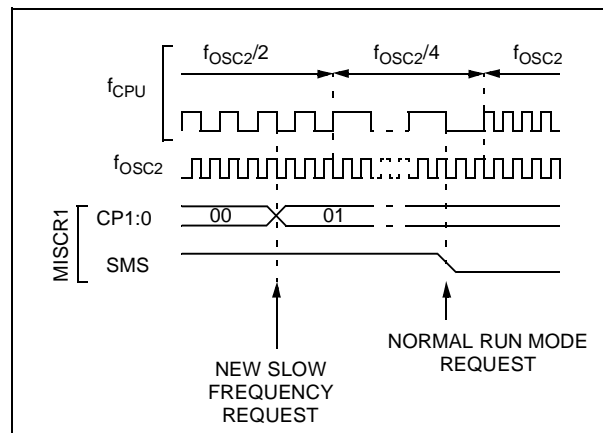 fOSC2/2 fOSC2/4 fOSC2
fCPU
fOSC2
MISCR1
CP1:0 00 01
SMS
NEW SLOW
FREQUENCY
REQUEST
NORMAL RUN MODE
REQUEST